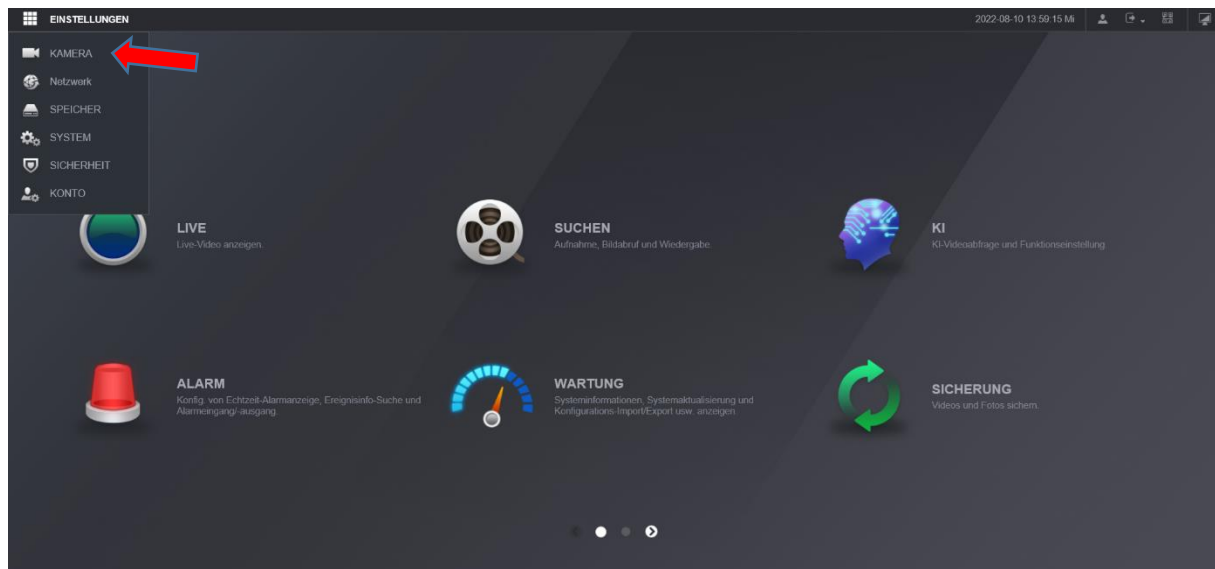 EINSTELLUNGEN
2022-08-10 13:59:15 Mi
KAMERA
Netzwerk
SPEICHER
SYSTEM
SICHERHEIT
KONTO
LIVE
Live-Video anzeigen.
SUCHEN
Aufnahme, Bildabruf und Wiedergabe.
KI
KI-Videoabfrage und Funktionseinstellung
ALARM
Konfig. von Echtzeit-Alarmanzeige, Ereignisinfo-Suche und
Alarmeingang/-ausgang.
WARTUNG
Systeminformationen, Systemaktualisierung und
Konfigurations-Import/Export usw. anzeigen
SICHERUNG
Videos und Fotos sichern.